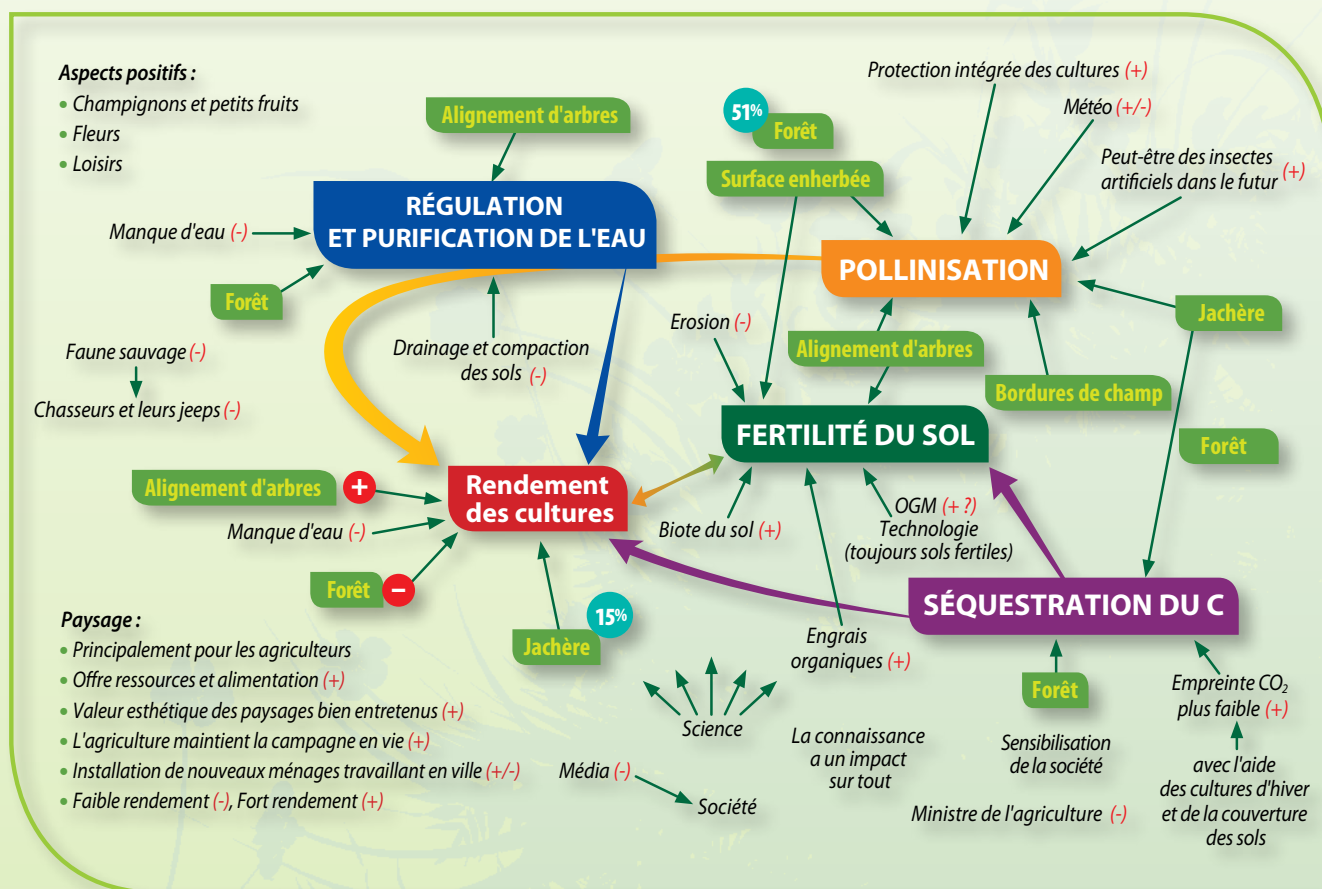 Aspects positifs :
• Champignons et petits fruits
• Fleurs
• Loisirs
Alignement d'arbres
51%
Forêt
Surface enherbée
Protection intégrée des cultures (+)
Météo (+/-)
Peut-être des insectes
artificiels dans le futur (+)
RÉGULATION
ET PURIFICATION DE L'EAU
Manque d'eau (-)
Forêt
POLLINISATION
Jachère
Faune sauvage (-)
Chasseurs et leurs jeeps (-)
Drainage et compaction
des sols (-)
Erosion (-)
Alignement d'arbres
Bordures de champ
Forêt
FERTILITÉ DU SOL
Alignement d'arbres +
Manque d'eau (-)
Forêt −
Rendement
des cultures
Biote du sol (+)
OGM (+ ?)
Technologie
(toujours sols fertiles)
SÉQUESTRATION DU C
15%
Jachère
Engrais
organiques (+)
Forêt
Empreinte CO₂
plus faible (+)
Paysage :
• Principalement pour les agriculteurs
• Offre ressources et alimentation (+)
• Valeur esthétique des paysages bien entretenus (+)
• L'agriculture maintient la campagne en vie (+)
• Installation de nouveaux ménages travaillant en ville (+/-)
• Faible rendement (-), Fort rendement (+)
Science
Média (-)
Société
La connaissance
a un impact
sur tout
Sensibilisation
de la société
Ministre de l'agriculture (-)
avec l'aide
des cultures d'hiver
et de la couverture
des sols